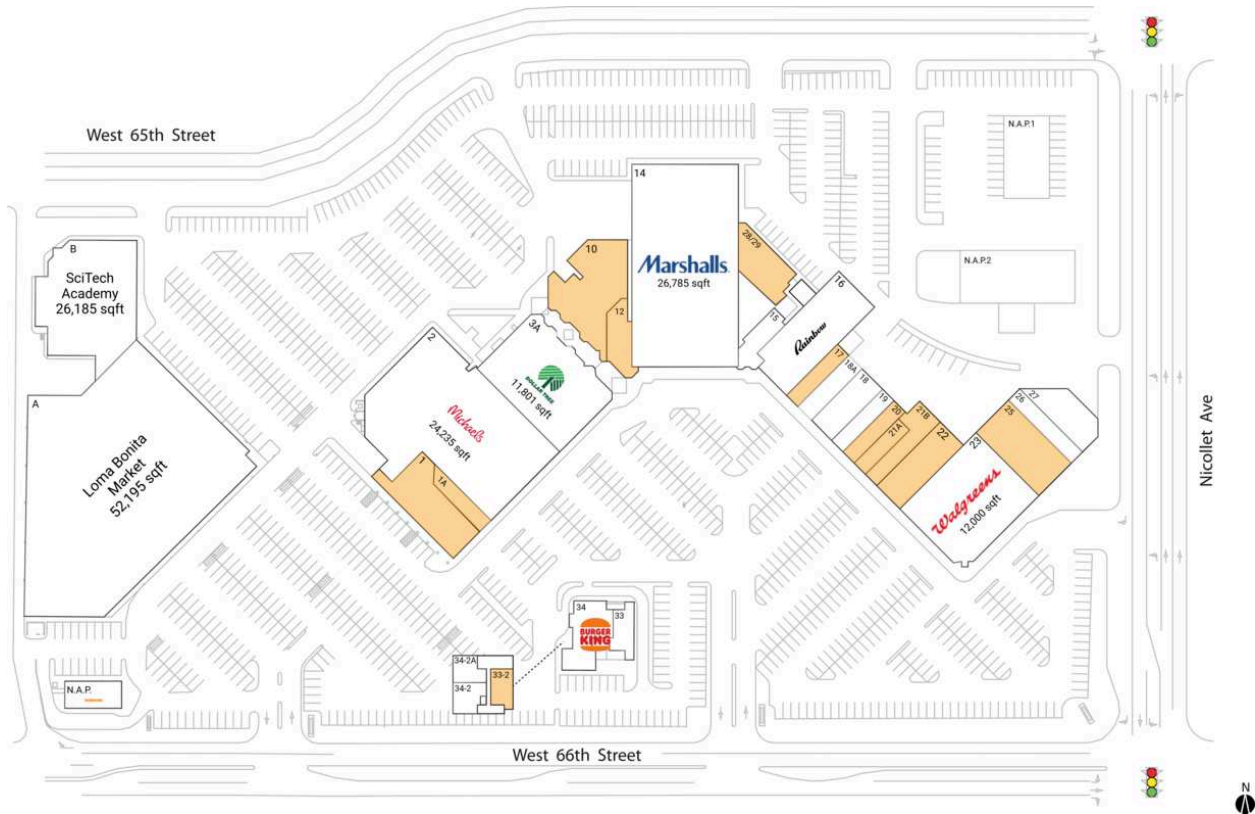 West 65th Street
N.A.P.1
14
Marshalls
26,785 sqft
B
SciTech
Academy
26,185 sqft
10
12
28/29
N.A.P.2
16
15
Rainbow
A
Loma Bonita
Market
52,195 sqft
2
Michaels
24,235 sqft
3A
DOLLAR TREE
11,801 sqft
1
1A
17
18A
18
19
20
21A
21B
22
23
Walgreens
12,000 sqft
25
26
27
Nicollet Ave
34
33
BURGER
KING
34-2A
34-2
33-2
N.A.P.
West 66th Street
N